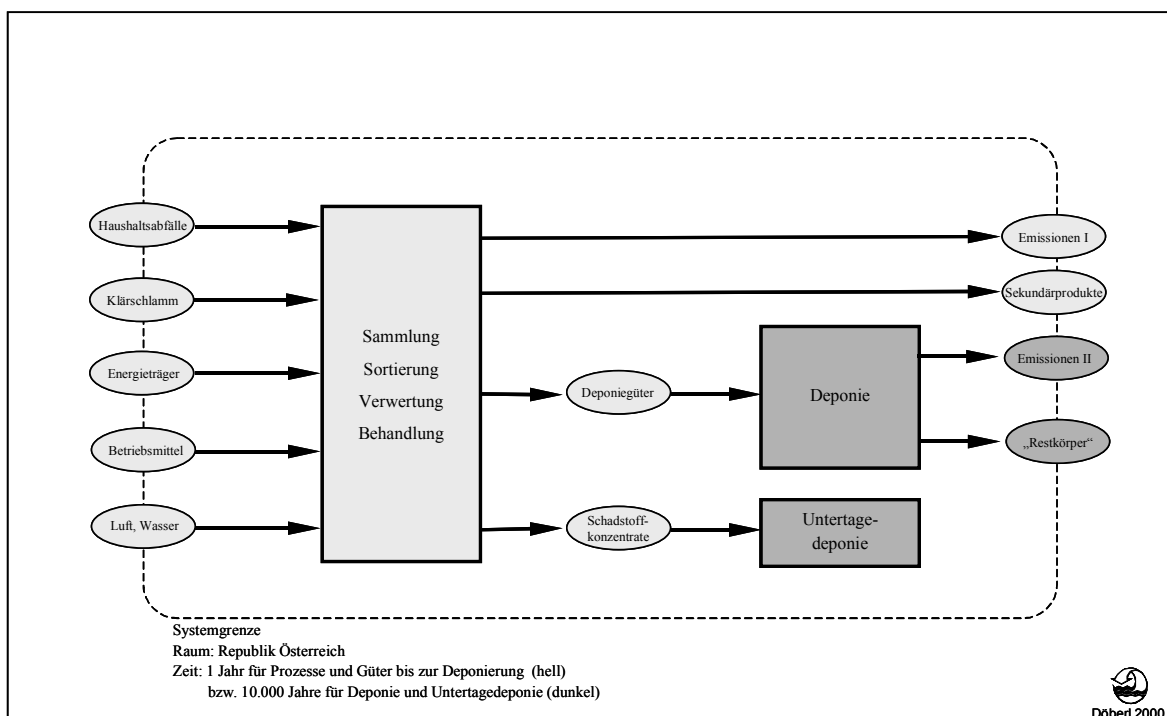 Haushaltsabfälle
Klärschlamm
Energieträger
Betriebsmittel
Luft, Wasser
Sammlung
Sortierung
Verwertung
Behandlung
Deponiegüter
Schadstoff-
konzentrate
Deponie
Untertage-
deponie
Emissionen I
Sekundärprodukte
Emissionen II
„Restkörper“
Systemgrenze
Raum: Republik Österreich
Zeit: 1 Jahr für Prozesse und Güter bis zur Deponierung (hell)
bzw. 10.000 Jahre für Deponie und Untertagedeponie (dunkel)
Döberl 2000